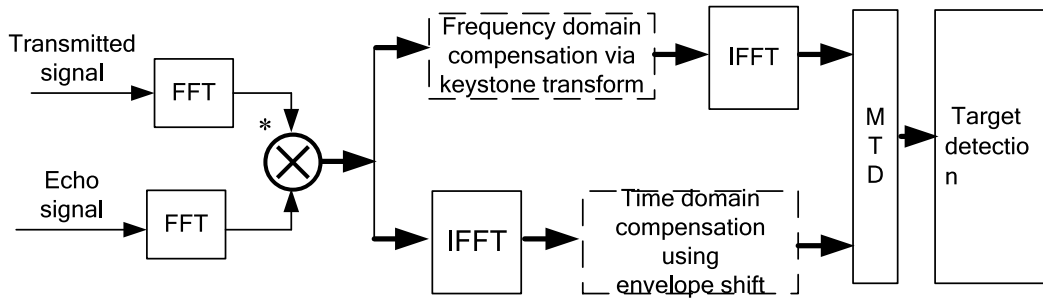 Transmitted
signal
FFT
*
Echo
signal
FFT
Frequency domain
compensation via
keystone transform
IFFT
IFFT
Time domain
compensation
using
envelope shift
M
T
D
Target
detectio
n